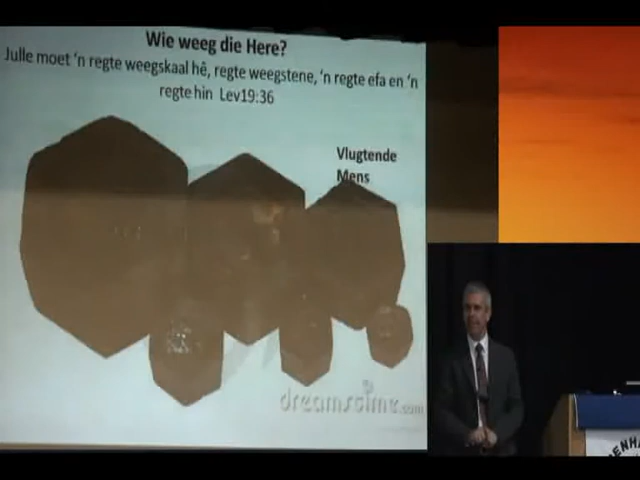 Wie weeg die Here?
Julle moet 'n regte weegskaal hê, regte weegstene, 'n regte efa en 'n
regte hin Lev19:36
Vlugtende
Mens
dreamstime.com
ENHA